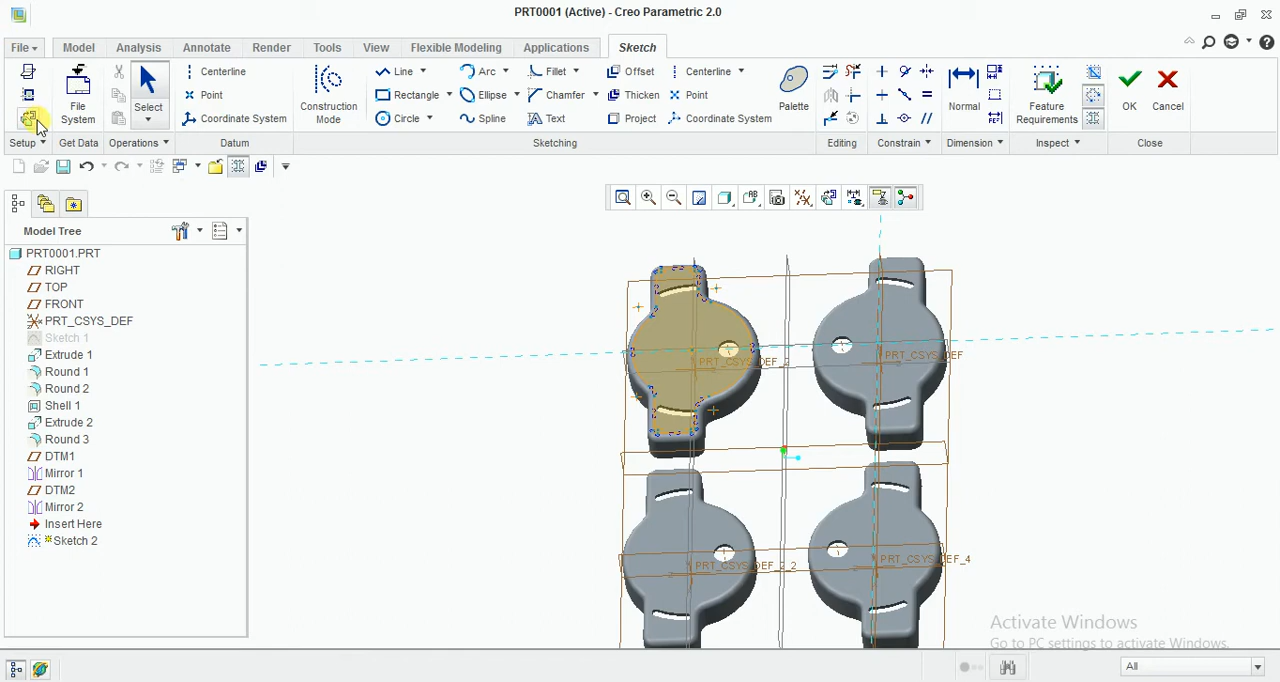 PRT0001 (Active) - Creo Parametric 2.0
File Model Analysis Annotate Render Tools View Flexible Modeling Applications Sketch
Centerline Line Arc Fillet Offset Centerline
Point Rectangle Ellipse Chamfer Thicken Point
Coordinate System Circle Spline Text Project Coordinate System
File System
Select
Construction Mode
Palette
Normal
Feature Requirements
OK
Cancel
Setup Get Data Operations Datum Sketching Editing Constrain Dimension Inspect Close
Model Tree
PRT0001.PRT
RIGHT
TOP
FRONT
PRT_CSYS_DEF
Sketch 1
Extrude 1
Round 1
Round 2
Shell 1
Extrude 2
Round 3
DTM1
Mirror 1
DTM2
Mirror 2
Insert Here
Sketch 2
PRT_CSYS_DEF_2
PRT_CSYS_DEF
PRT_CSYS_DEF_2_2
PRT_CSYS_DEF_4
Activate Windows
Go to PC settings to activate Windows.
All